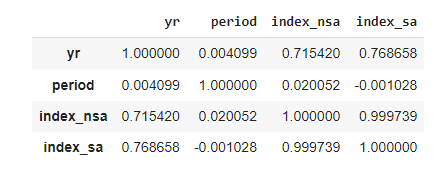 yr period index_nsa index_sa
yr 1.000000 0.004099 0.715420 0.768658
period 0.004099 1.000000 0.020052 -0.001028
index_nsa 0.715420 0.020052 1.000000 0.999739
index_sa 0.768658 -0.001028 0.999739 1.000000